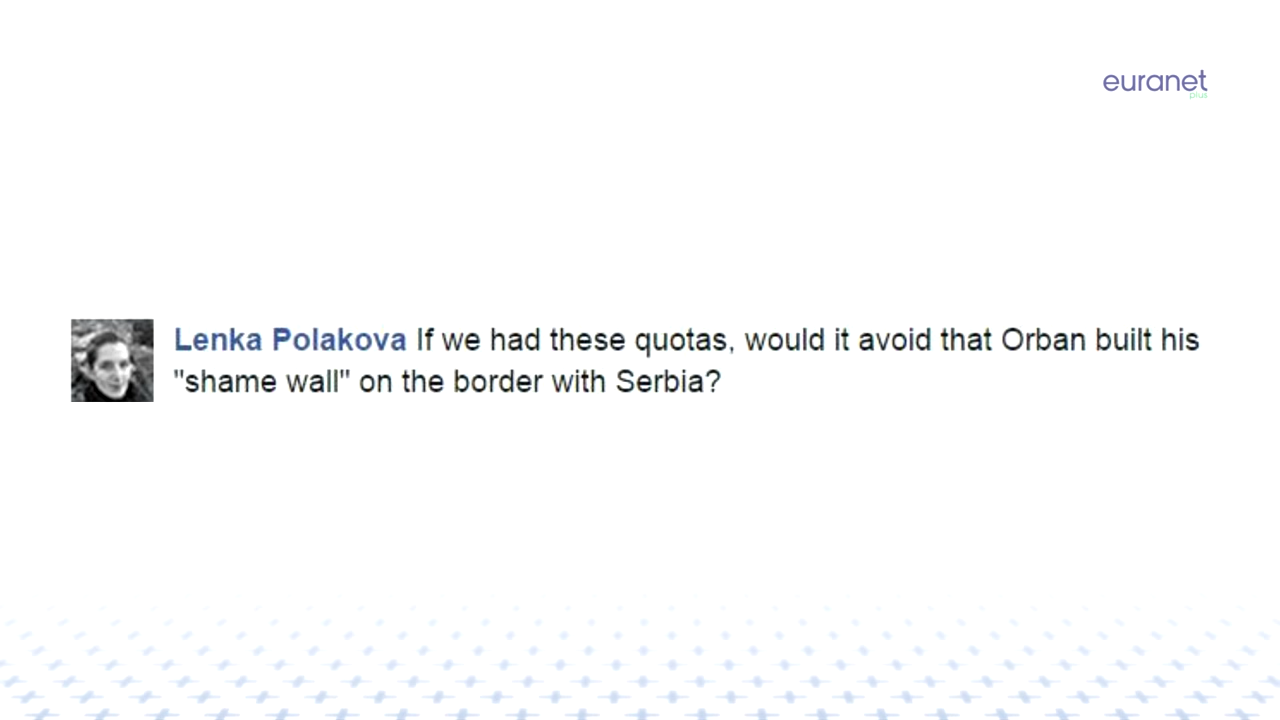 euranet
plus
Lenka Polakova If we had these quotas, would it avoid that Orban built his
"shame wall" on the border with Serbia?